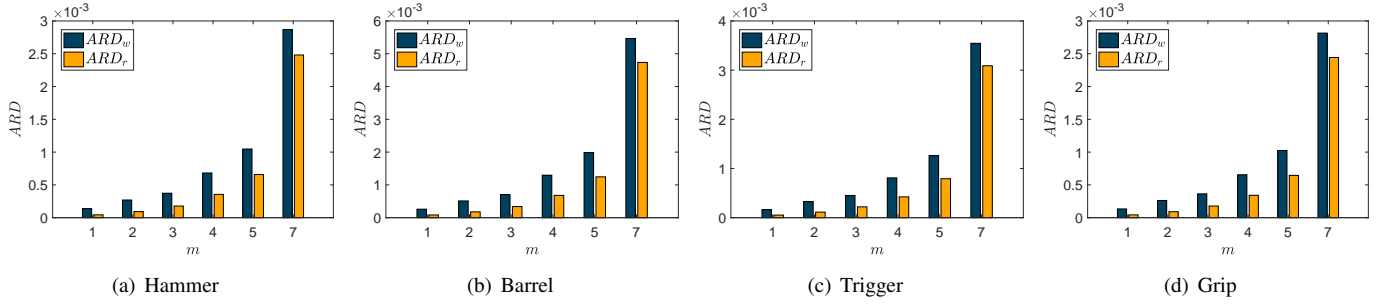 ×10⁻³
3
2.5
2
1.5
1
0.5
0
ARD
ARD_w
ARD_r
1 2 3 4 5 7
m
(a) Hammer
×10⁻³
6
5
4
3
2
1
0
ARD
ARD_w
ARD_r
1 2 3 4 5 7
m
(b) Barrel
×10⁻³
4
3
2
1
0
ARD
ARD_w
ARD_r
1 2 3 4 5 7
m
(c) Trigger
×10⁻³
3
2.5
2
1.5
1
0.5
0
ARD
ARD_w
ARD_r
1 2 3 4 5 7
m
(d) Grip